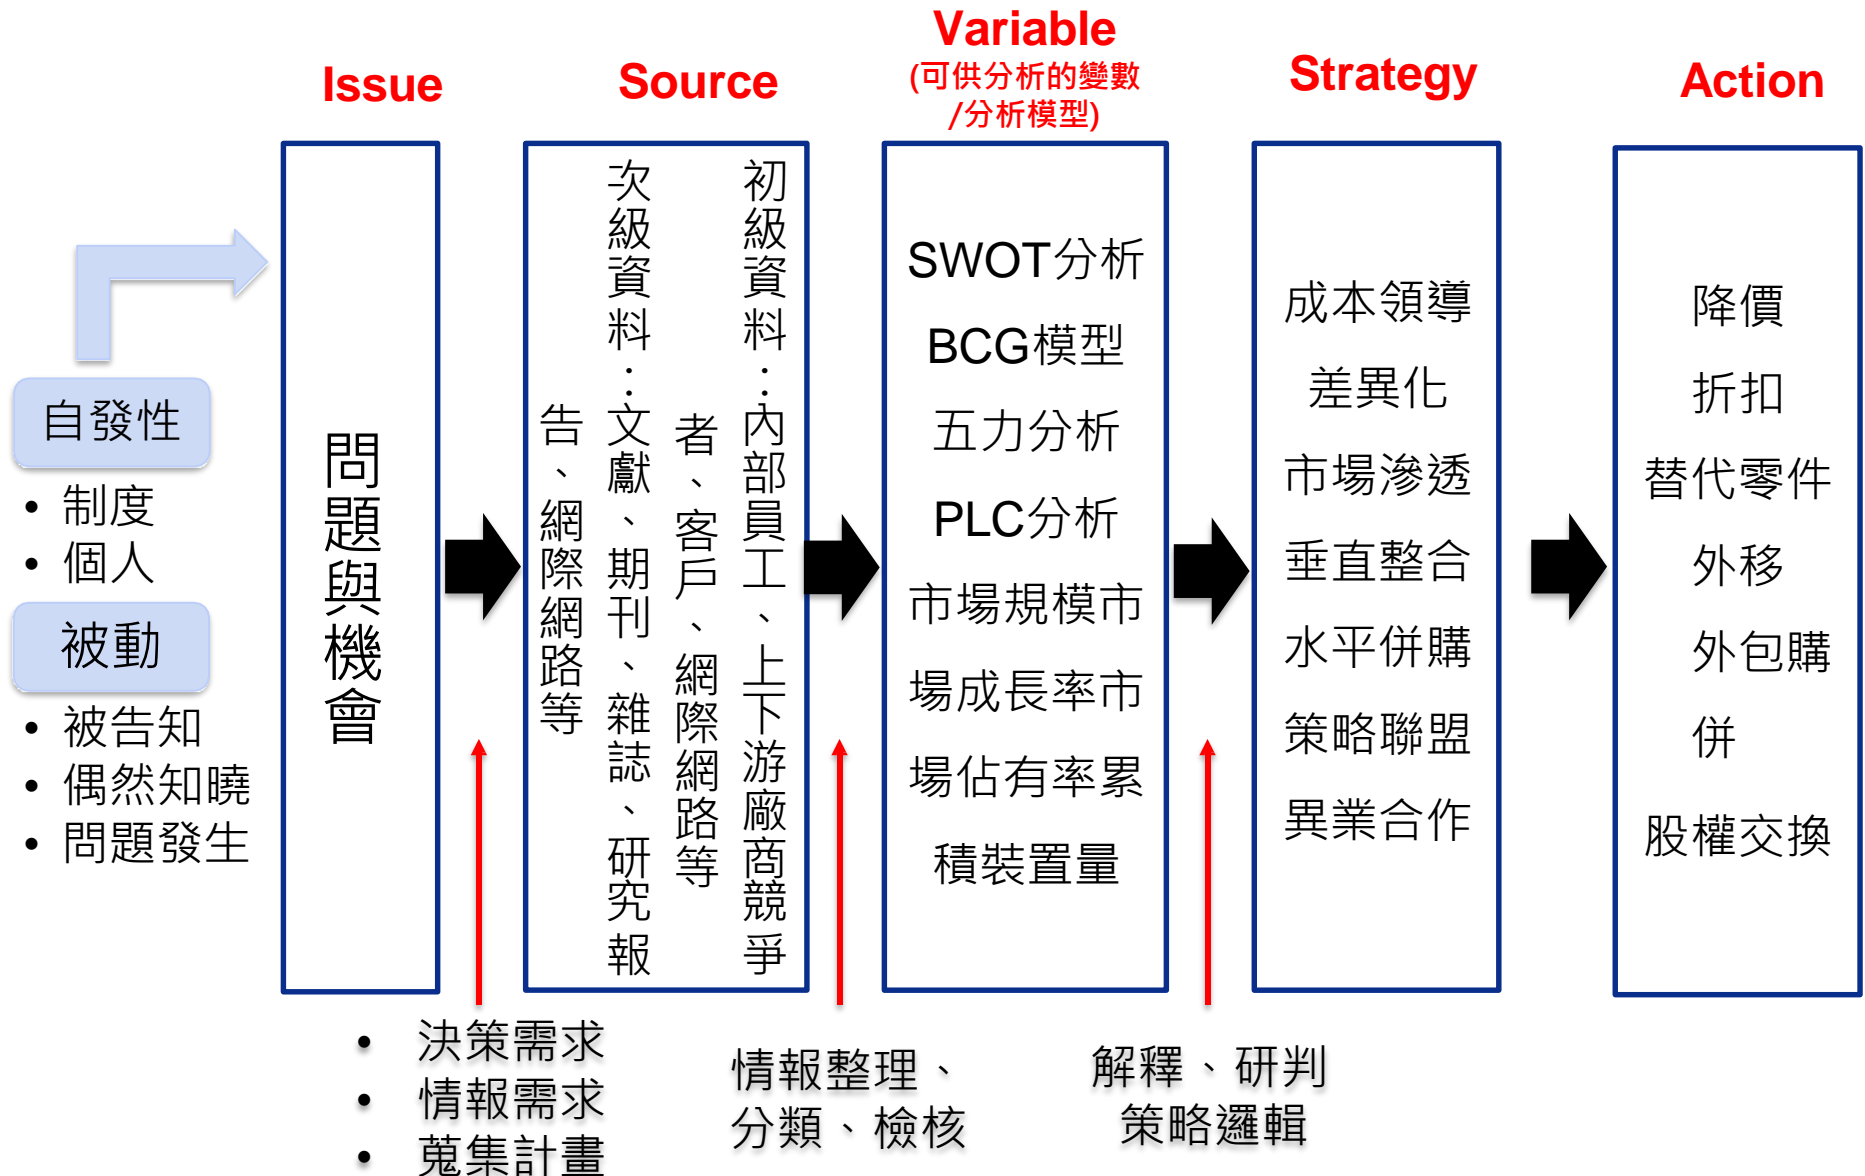 Issue
Source
Variable
(可供分析的變數
/分析模型)
Strategy
Action
自發性
• 制度
• 個人
被動
• 被告知
• 偶然知曉
• 問題發生
問題與機會
初級資料：內部員工、上下游廠商競爭
者、客戶、網際網路等
次級資料：文獻、期刊、雜誌、研究報
告、網際網路等
SWOT分析
BCG模型
五力分析
PLC分析
市場規模市
場成長率市
場佔有率累
積裝置量
成本領導
差異化
市場滲透
垂直整合
水平併購
策略聯盟
異業合作
降價
折扣
替代零件
外移
外包購
併
股權交換
• 決策需求
• 情報需求
• 蒐集計畫
情報整理、
分類、檢核
解釋、研判
策略邏輯